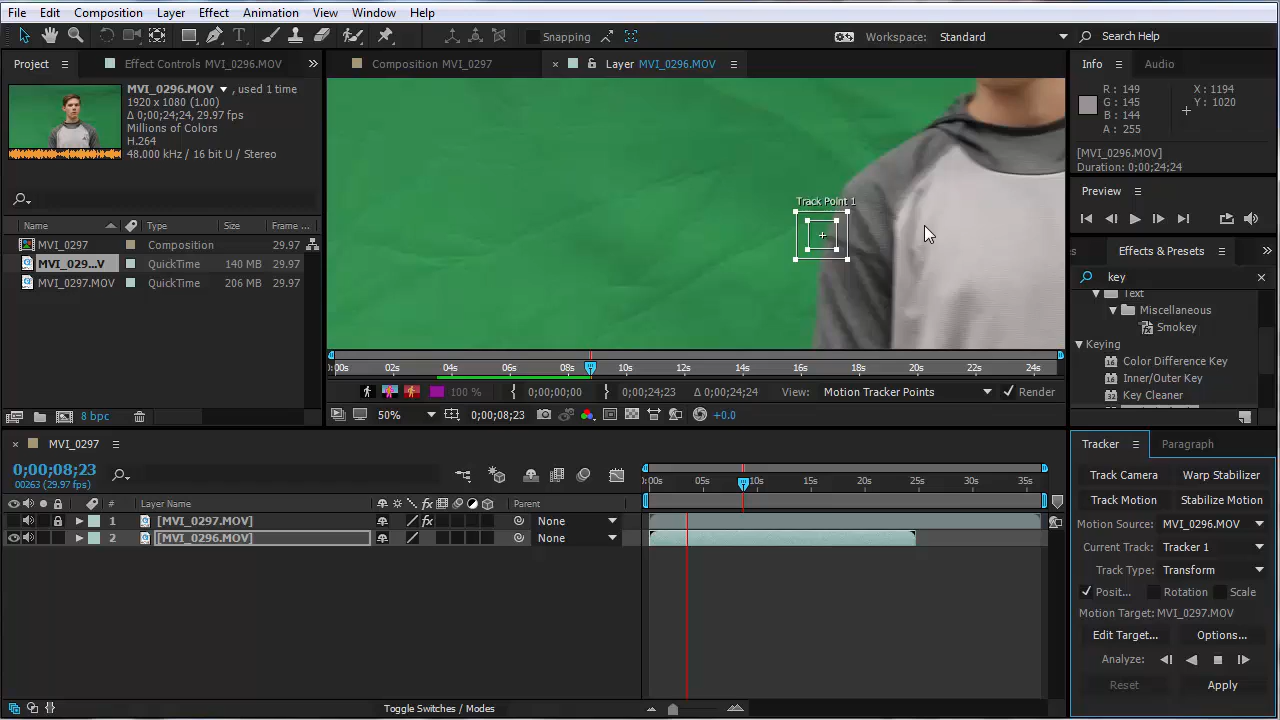 File Edit Composition Layer Effect Animation View Window Help
Snapping Workspace: Standard Search Help
Project Effect Controls MVI_0296.MOV
MVI_0296.MOV , used 1 time
1920 x 1080 (1.00)
Δ 0;00;24;24, 29.97 fps
Millions of Colors
H.264
48.000 kHz / 16 bit U / Stereo
Name Type Size Frame ...
MVI_0297 Composition 29.97
MVI_029...V QuickTime 140 MB 29.97
MVI_0297.MOV QuickTime 206 MB 29.97
8 bpc
Composition MVI_0297 × Layer MVI_0296.MOV
Track Point 1
:00s 02s 04s 06s 08s 10s 12s 14s 16s 18s 20s 22s 24s
100 % 0;00;00;00 0;00;24;23 Δ 0;00;24;24 View: Motion Tracker Points Render
50% 0;00;08;23 +0.0
Info Audio
R : 149
G : 145
B : 144
A : 255
X : 1194
Y : 1020
[MVI_0296.MOV]
Duration: 0;00;24;24
Preview
Effects & Presets
key
Text
Miscellaneous
Smokey
Keying
Color Difference Key
Inner/Outer Key
Key Cleaner
× MVI_0297
0;00;08;23
00263 (29.97 fps)
:00s 05s 10s 15s 20s 25s 30s 35s
# Layer Name Parent
1 [MVI_0297.MOV] fx None
2 [MVI_0296.MOV] None
Toggle Switches / Modes
Tracker Paragraph
Track Camera Warp Stabilizer
Track Motion Stabilize Motion
Motion Source: MVI_0296.MOV
Current Track: Tracker 1
Track Type: Transform
Posit... Rotation Scale
Motion Target: MVI_0297.MOV
Edit Target... Options...
Analyze:
Reset Apply